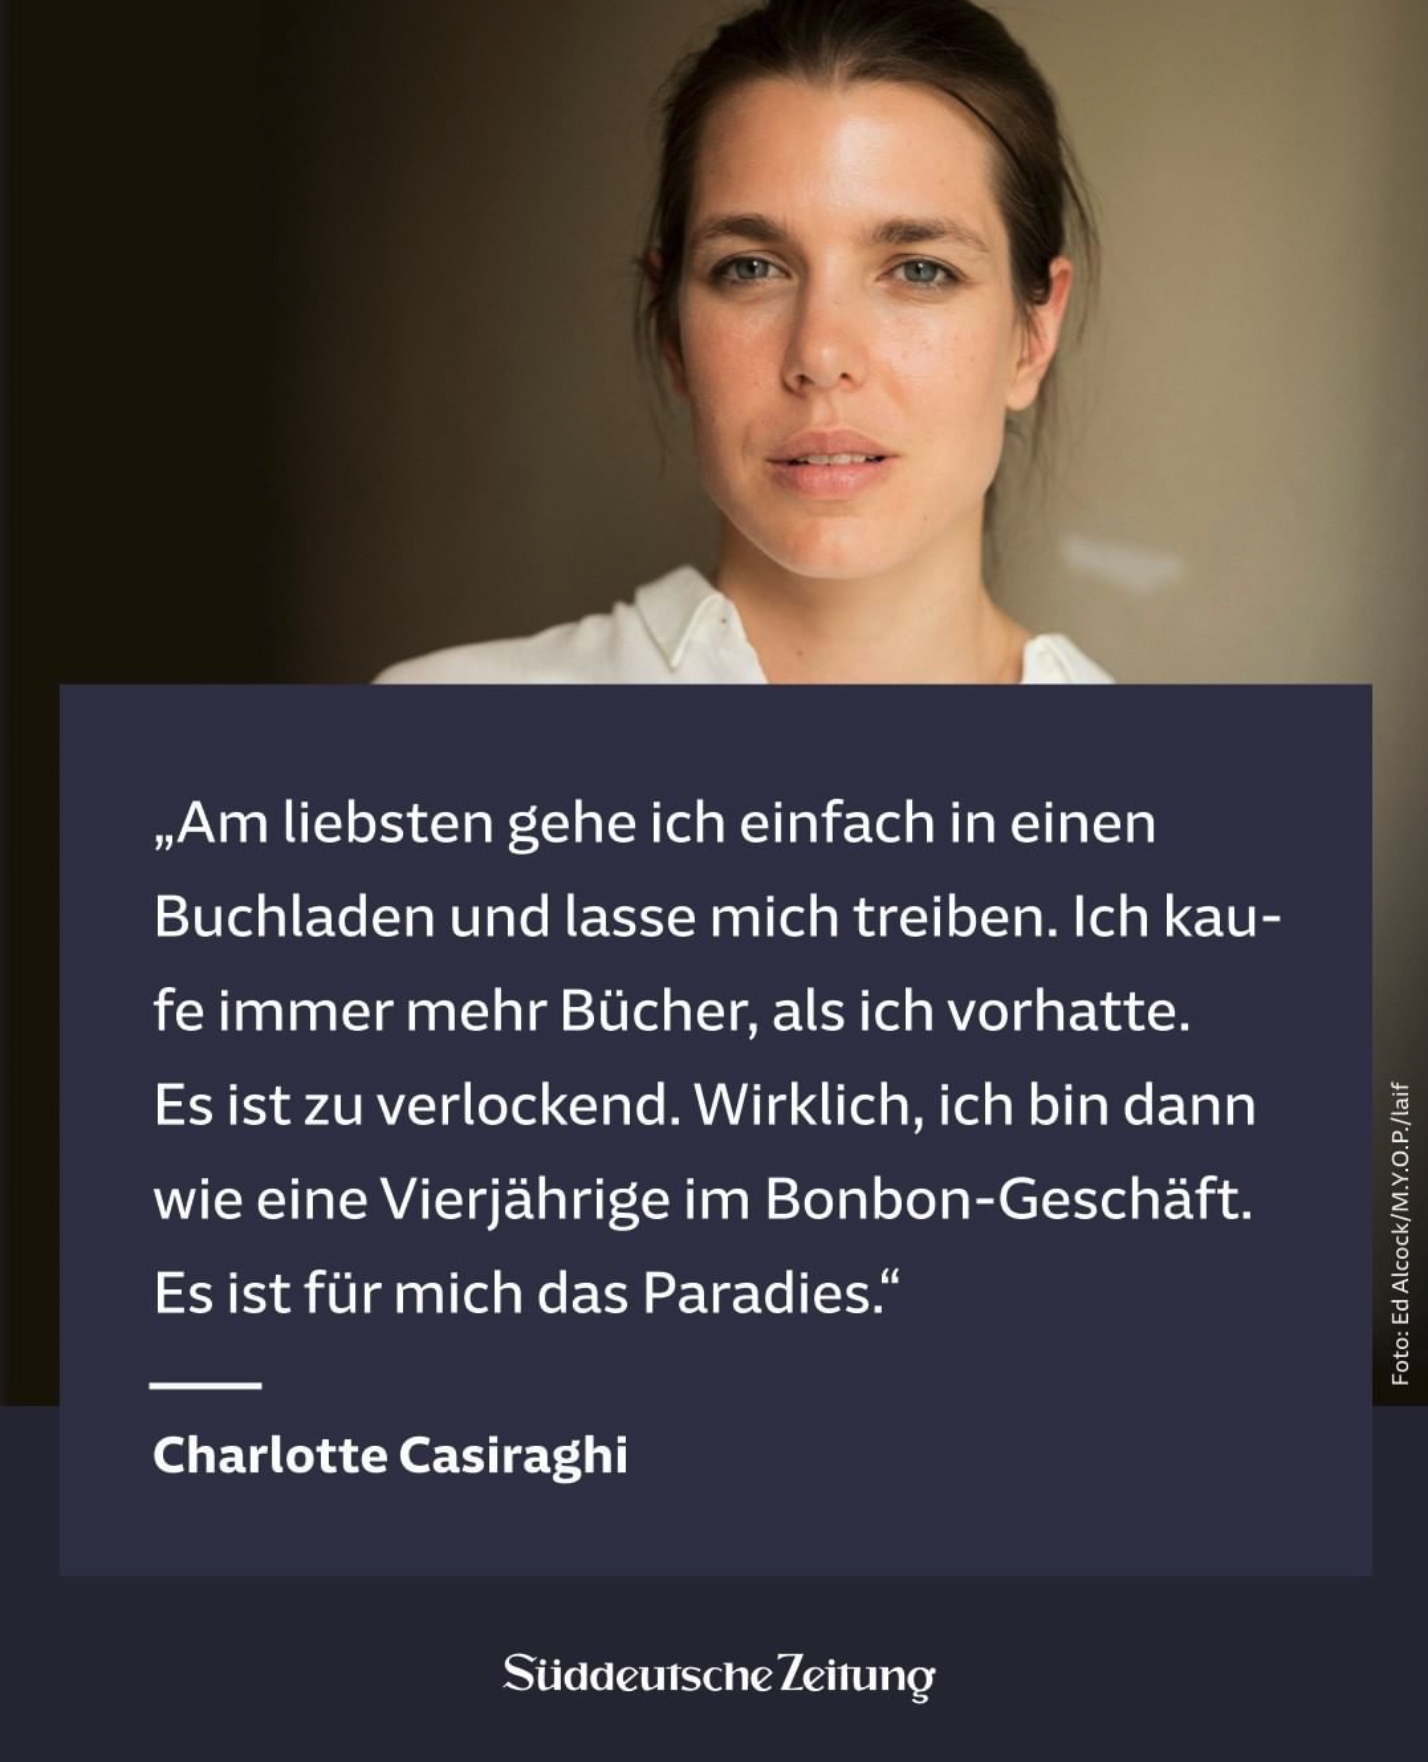 „Am liebsten gehe ich einfach in einen
Buchladen und lasse mich treiben. Ich kau-
fe immer mehr Bücher, als ich vorhatte.
Es ist zu verlockend. Wirklich, ich bin dann
wie eine Vierjährige im Bonbon-Geschäft.
Es ist für mich das Paradies.“
Charlotte Casiraghi
Foto: Ed Alcock/M.Y.O.P./laif
Süddeutsche Zeitung